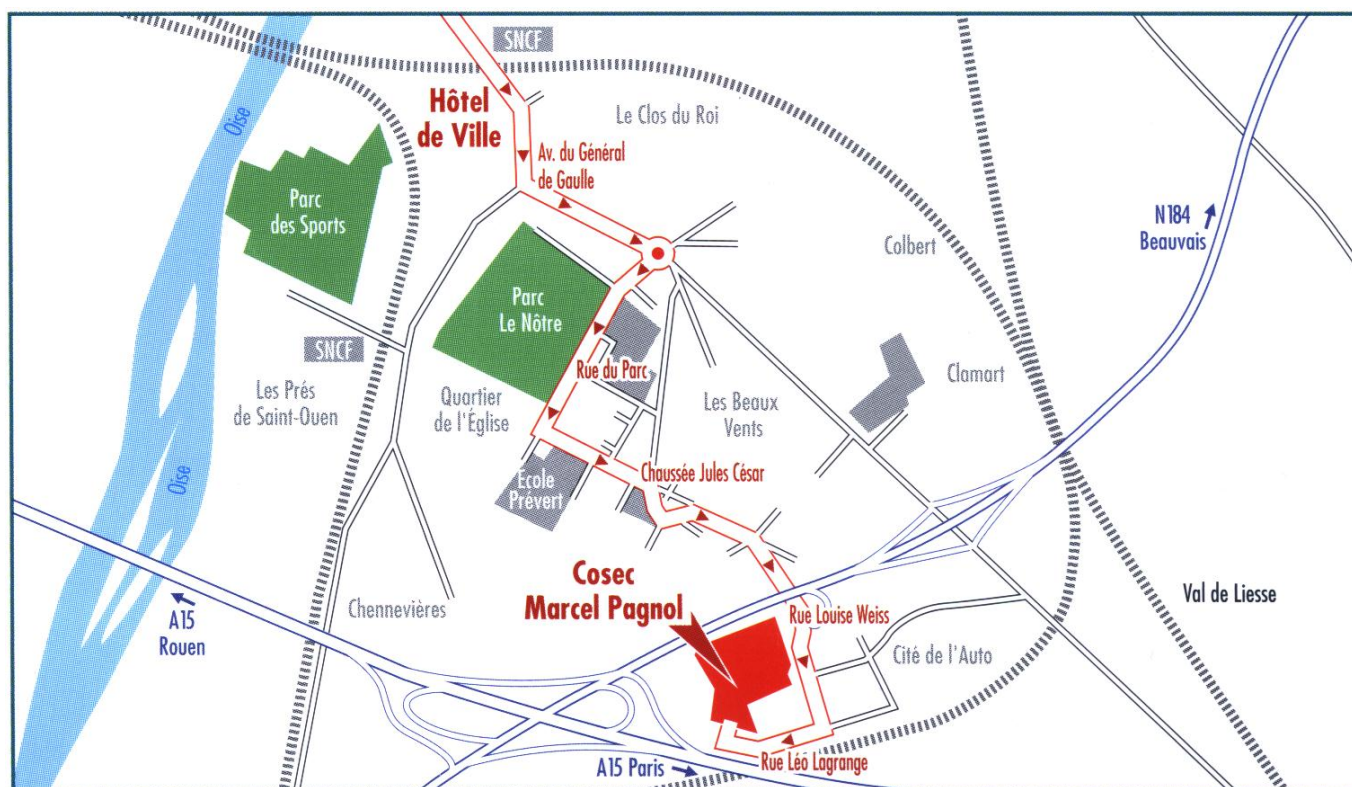 SNCF
Oise
Hôtel
de Ville
Le Clos du Roi
Av. du Général
de Gaulle
Parc
des Sports
N184
Beauvais
Colbert
Parc
Le Nôtre
SNCF
Rue du Parc
Clamart
Les Prés
de Saint-Ouen
Quartier
de l'Église
Les Beaux
Vents
Oise
Chaussée Jules César
École
Prévert
Cosec
Marcel Pagnol
Chennevières
A15
Rouen
Rue Louise Weiss
Val de Liesse
Cité de l'Auto
Rue Léo Lagrange
A15 Paris